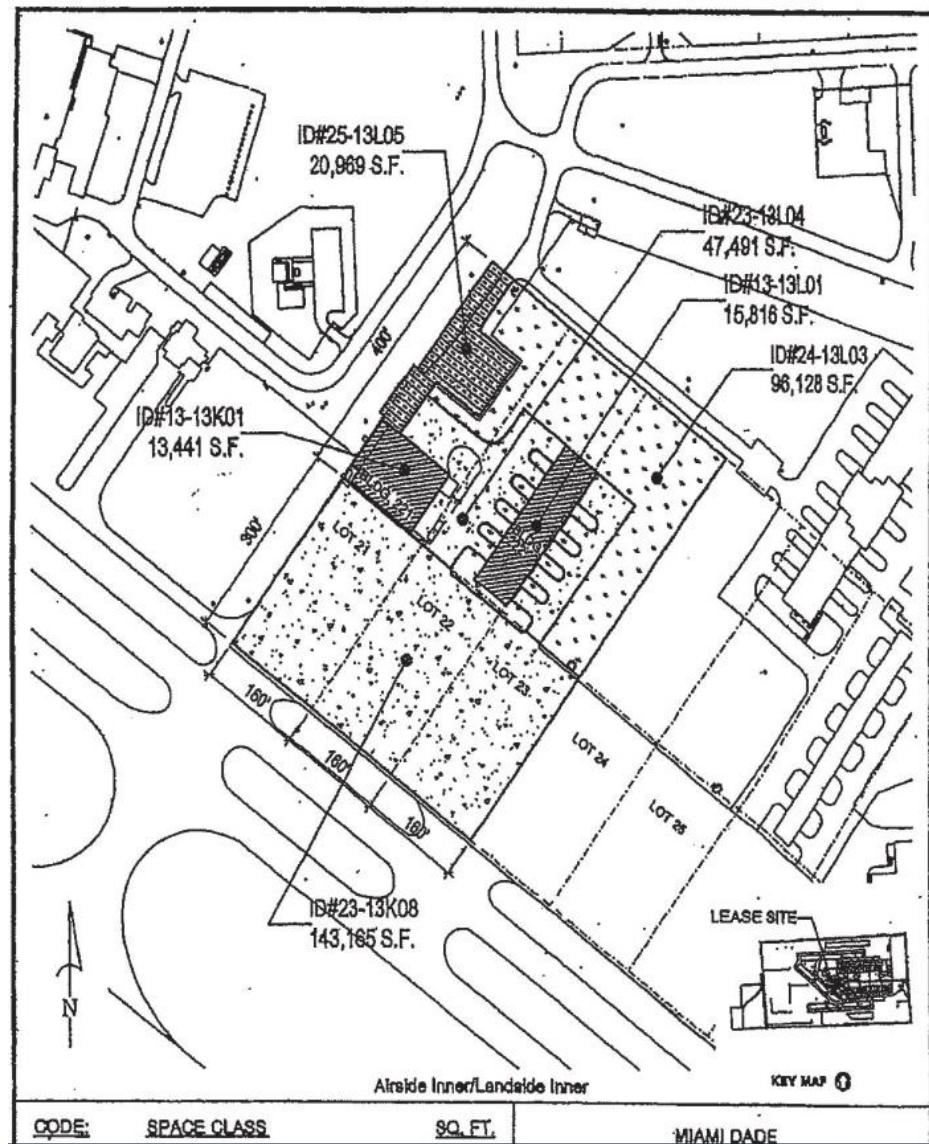 ID#25-13L05
20,969 S.F.
ID#23-13L04
47,491 S.F.
ID#13-13L01
15,816 S.F.
ID#24-13L03
96,128 S.F.
400'
ID#13-13K01
13,441 S.F.
300'
LOT 21
LOT 22
LOT 23
LOT 24
LOT 25
160'
160'
160'
ID#23-13K08
143,165 S.F.
N
LEASE SITE
KEY MAP
Airside Inner/Landside Inner
CODE: SPACE CLASS SQ. FT. MIAMI DADE